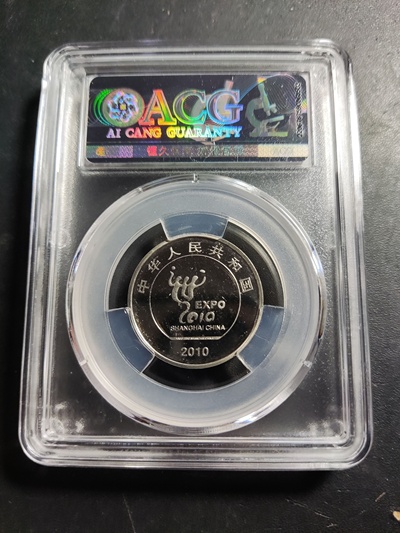 ACG
AI CANG GUARANTY
中华人民共和国
EXPO
2010
SHANGHAI CHINA
2010